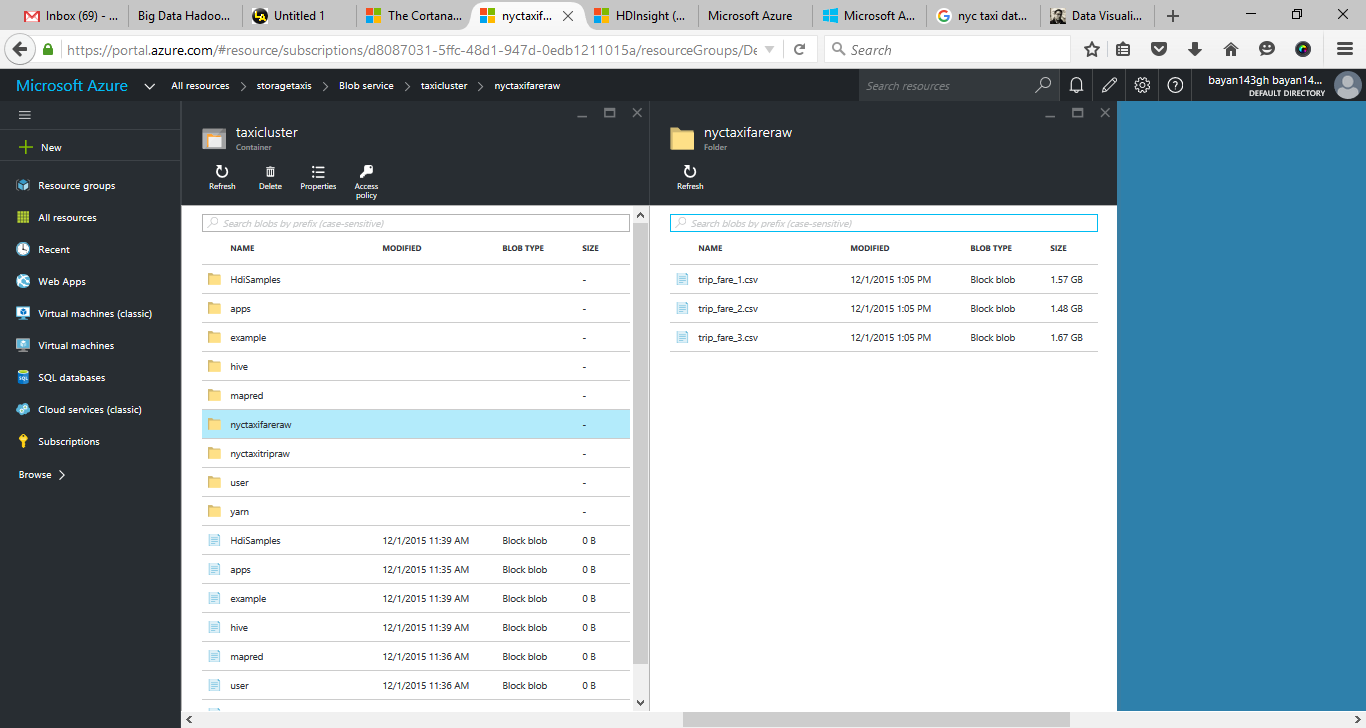 Inbox (69) - ...
Big Data Hadoo...
Untitled 1
The Cortana...
nyctaxif...
HDInsight (...
Microsoft Azure
Microsoft A...
nyc taxi dat...
Data Visuali...
https://portal.azure.com/#resource/subscriptions/d8087031-5ffc-48d1-947d-0edb1211015a/resourceGroups/De
Search
Microsoft Azure
All resources > storagetaxis > Blob service > taxicluster > nyctaxifareraw
Search resources
bayan143gh bayan14...
DEFAULT DIRECTORY
New
Resource groups
All resources
Recent
Web Apps
Virtual machines (classic)
Virtual machines
SQL databases
Cloud services (classic)
Subscriptions
Browse >
taxicluster
Container
Refresh
Delete
Properties
Access policy
Search blobs by prefix (case-sensitive)
NAME MODIFIED BLOB TYPE SIZE
HdiSamples -
apps -
example -
hive -
mapred -
nyctaxifareraw -
nyctaxitripraw -
user -
yarn -
HdiSamples 12/1/2015 11:39 AM Block blob 0 B
apps 12/1/2015 11:35 AM Block blob 0 B
example 12/1/2015 11:39 AM Block blob 0 B
hive 12/1/2015 11:39 AM Block blob 0 B
mapred 12/1/2015 11:36 AM Block blob 0 B
user 12/1/2015 11:36 AM Block blob 0 B
nyctaxifareraw
Folder
Refresh
Search blobs by prefix (case-sensitive)
NAME MODIFIED BLOB TYPE SIZE
trip_fare_1.csv 12/1/2015 1:05 PM Block blob 1.57 GB
trip_fare_2.csv 12/1/2015 1:05 PM Block blob 1.48 GB
trip_fare_3.csv 12/1/2015 1:05 PM Block blob 1.67 GB